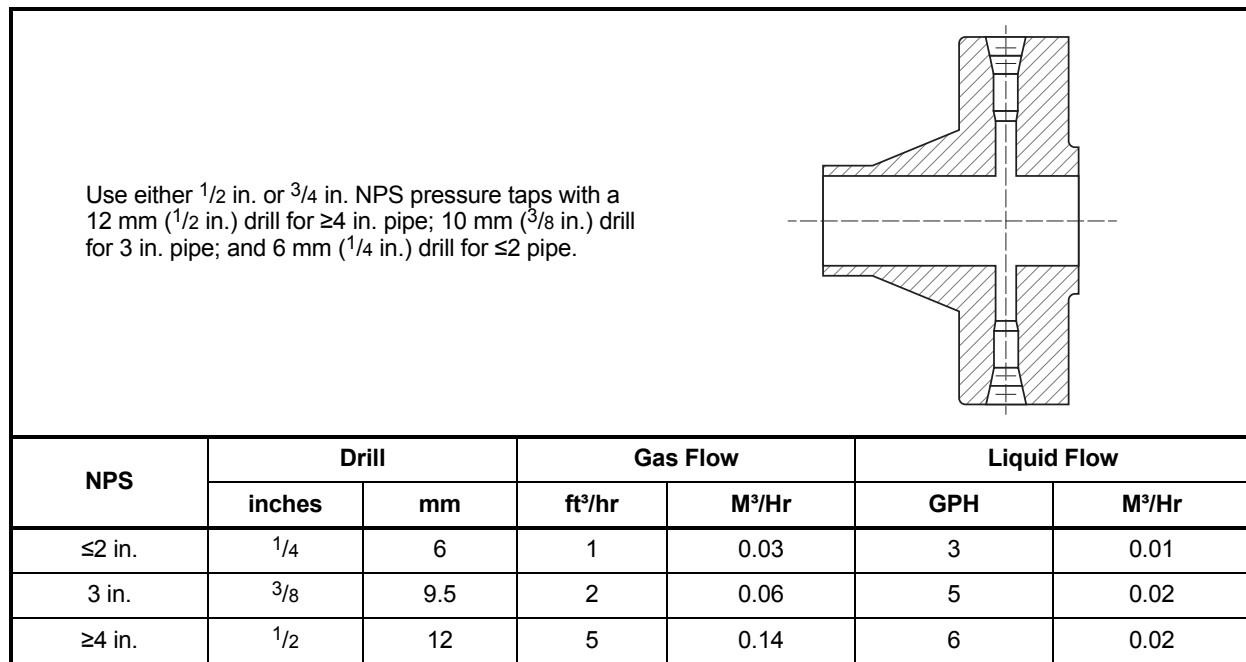 Use either 1/2 in. or 3/4 in. NPS pressure taps with a
12 mm (1/2 in.) drill for ≥4 in. pipe; 10 mm (3/8 in.) drill
for 3 in. pipe; and 6 mm (1/4 in.) drill for ≤2 pipe.
NPS Drill Gas Flow Liquid Flow
inches mm ft³/hr M³/Hr GPH M³/Hr
≤2 in. 1/4 6 1 0.03 3 0.01
3 in. 3/8 9.5 2 0.06 5 0.02
≥4 in. 1/2 12 5 0.14 6 0.02